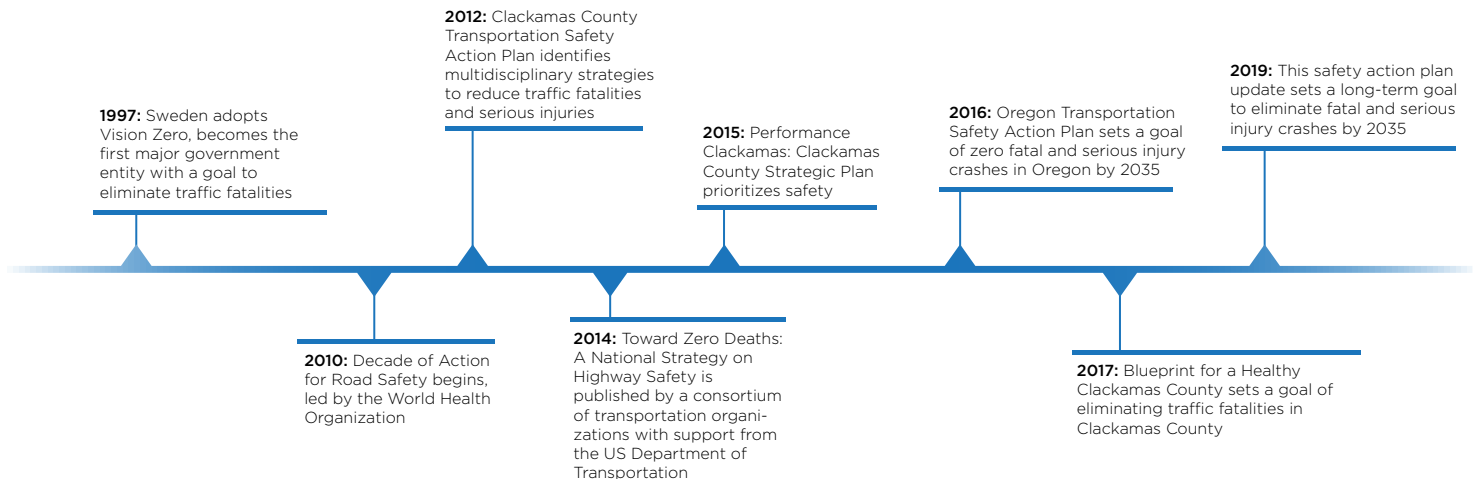 1997: Sweden adopts
Vision Zero, becomes the
first major government
entity with a goal to
eliminate traffic fatalities
2010: Decade of Action
for Road Safety begins,
led by the World Health
Organization
2012: Clackamas County
Transportation Safety
Action Plan identifies
multidisciplinary strategies
to reduce traffic fatalities
and serious injuries
2014: Toward Zero Deaths:
A National Strategy on
Highway Safety is
published by a consortium
of transportation organi-
zations with support from
the US Department of
Transportation
2015: Performance
Clackamas: Clackamas
County Strategic Plan
prioritizes safety
2016: Oregon Transportation
Safety Action Plan sets a goal
of zero fatal and serious injury
crashes in Oregon by 2035
2017: Blueprint for a Healthy
Clackamas County sets a goal of
eliminating traffic fatalities in
Clackamas County
2019: This safety action plan
update sets a long-term goal
to eliminate fatal and serious
injury crashes by 2035